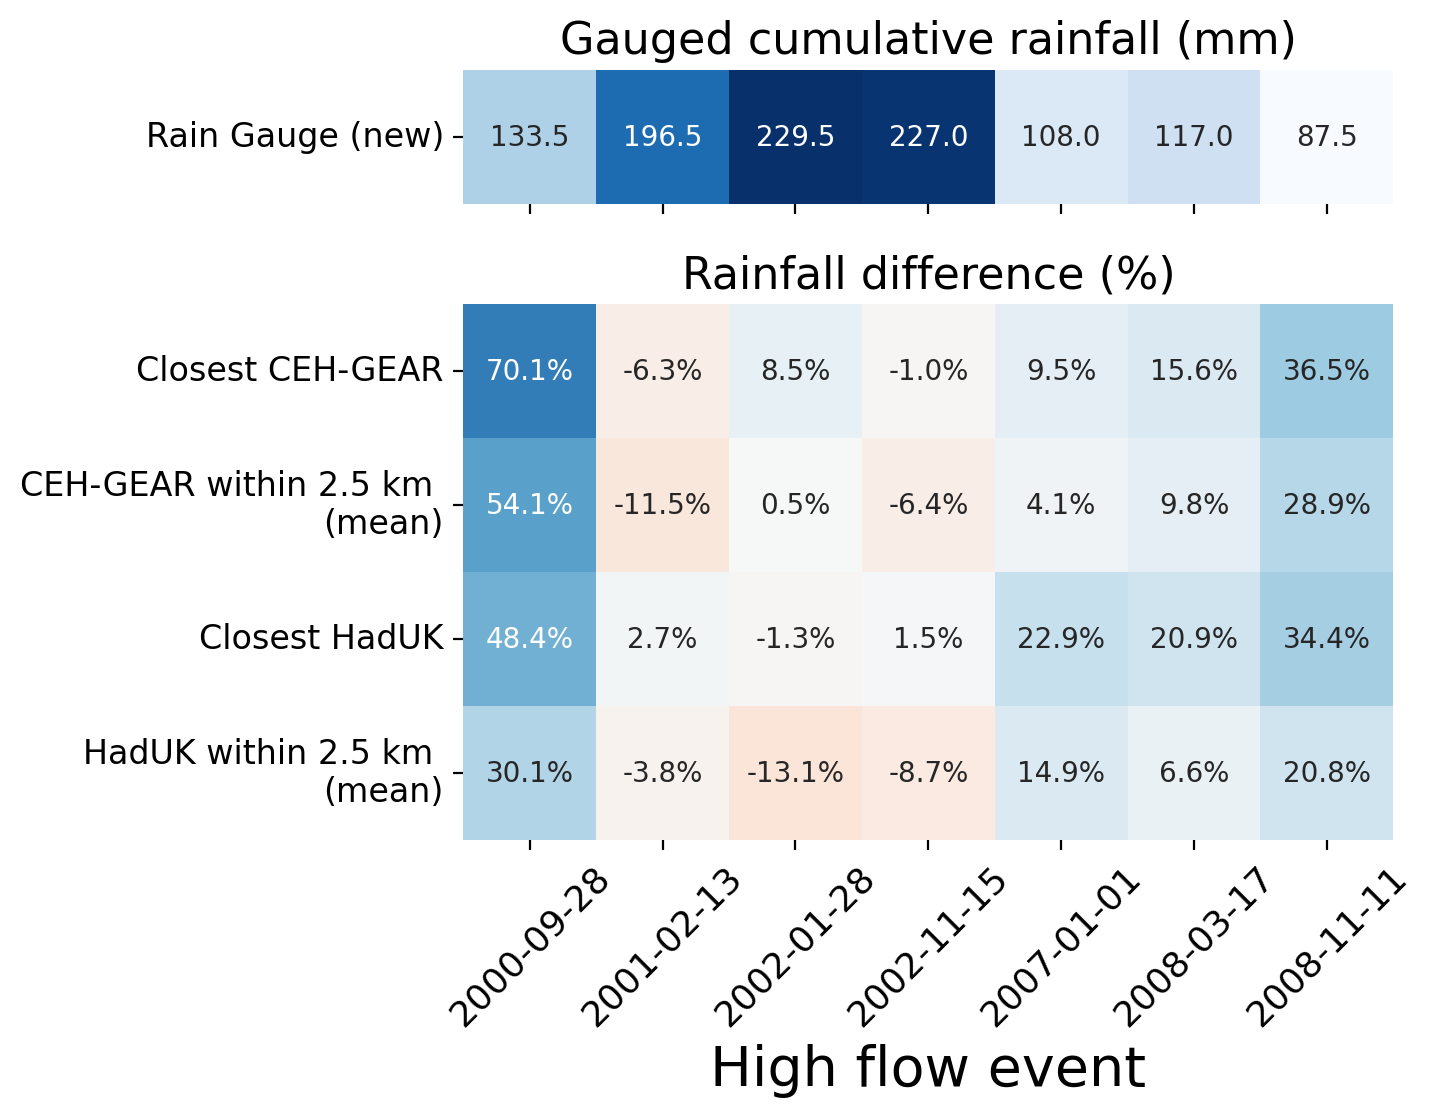 Gauged cumulative rainfall (mm)
Rain Gauge (new) 133.5 196.5 229.5 227.0 108.0 117.0 87.5
Rainfall difference (%)
Closest CEH-GEAR 70.1% -6.3% 8.5% -1.0% 9.5% 15.6% 36.5%
CEH-GEAR within 2.5 km
(mean) 54.1% -11.5% 0.5% -6.4% 4.1% 9.8% 28.9%
Closest HadUK 48.4% 2.7% -1.3% 1.5% 22.9% 20.9% 34.4%
HadUK within 2.5 km
(mean) 30.1% -3.8% -13.1% -8.7% 14.9% 6.6% 20.8%
2000-09-28 2001-02-13 2002-01-28 2002-11-15 2007-01-01 2008-03-17 2008-11-11
High flow event